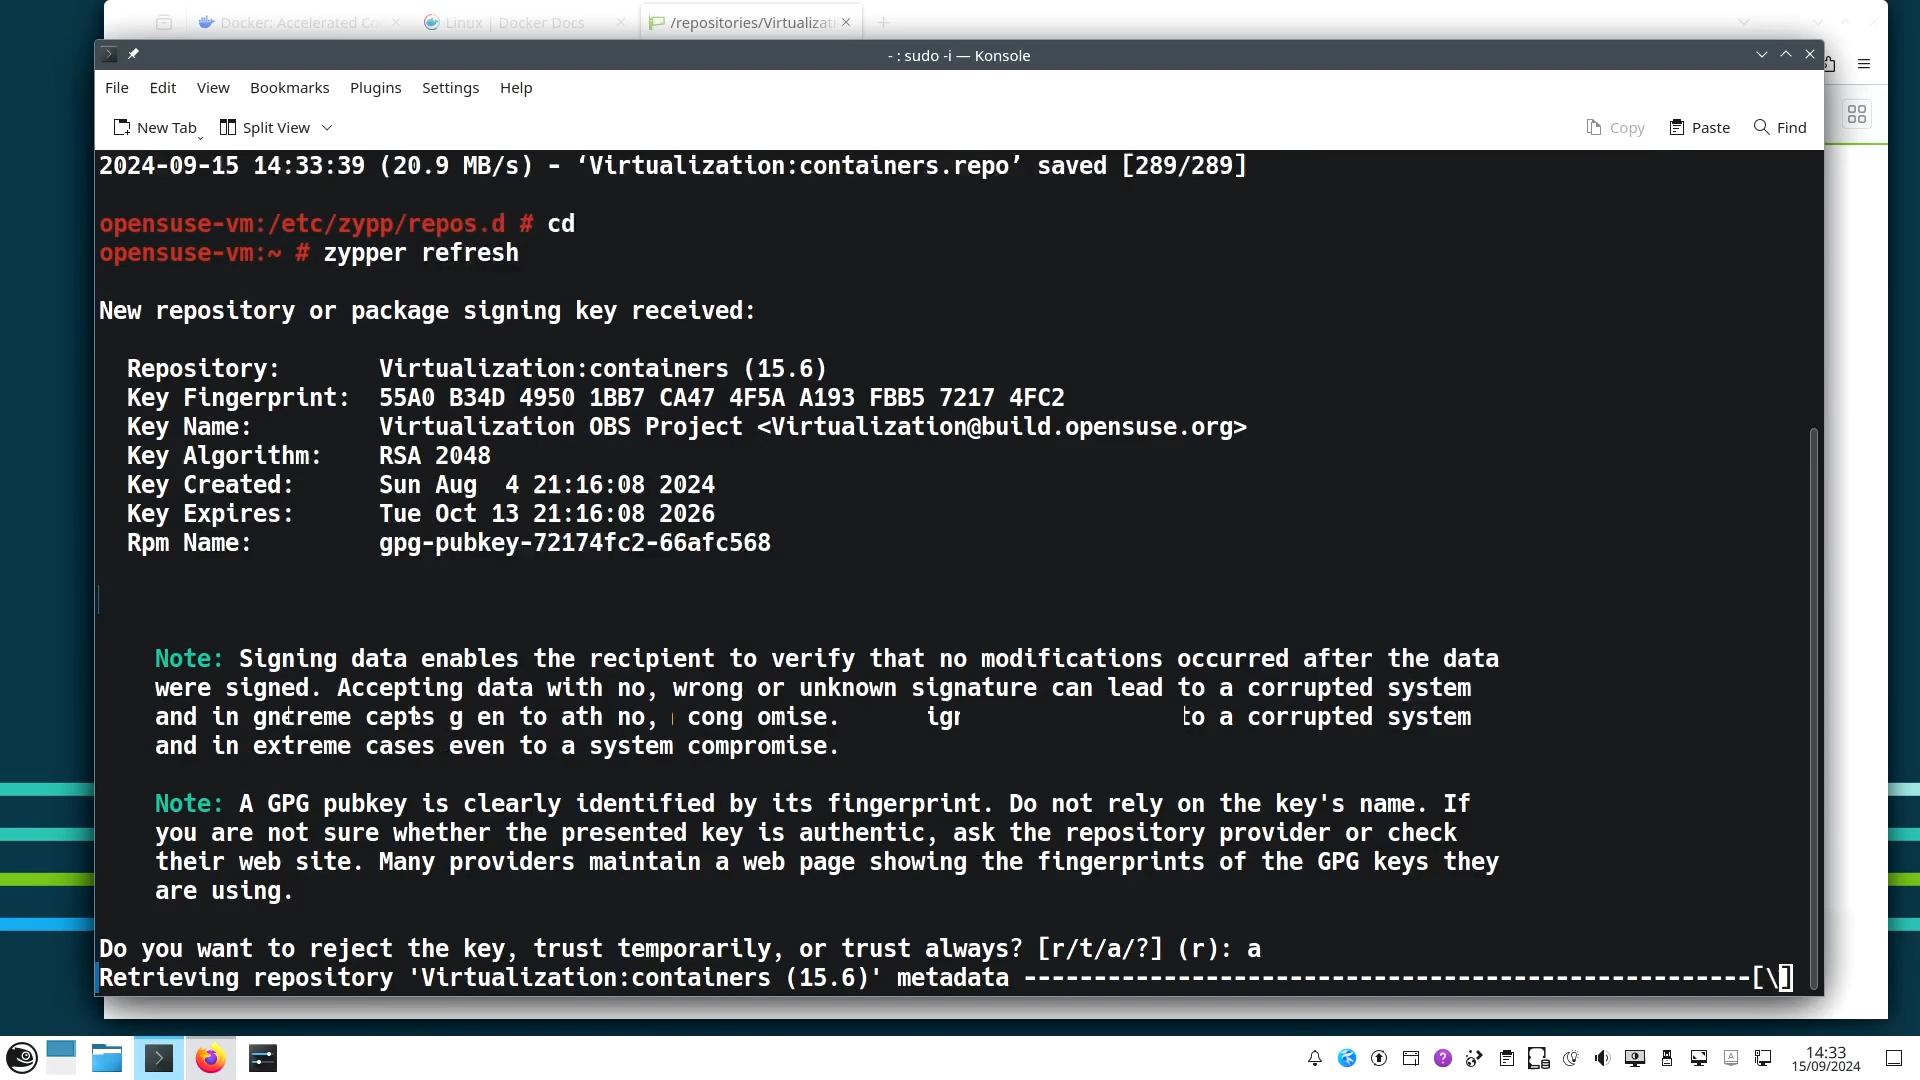 Docker: Accelerated Co
Linux | Docker Docs
/repositories/Virtualizati
- : sudo -i — Konsole
File Edit View Bookmarks Plugins Settings Help
New Tab Split View Copy Paste Find
2024-09-15 14:33:39 (20.9 MB/s) - ‘Virtualization:containers.repo’ saved [289/289]
opensuse-vm:/etc/zypp/repos.d # cd
opensuse-vm:~ # zypper refresh
New repository or package signing key received:
Repository: Virtualization:containers (15.6)
Key Fingerprint: 55A0 B34D 4950 1BB7 CA47 4F5A A193 FBB5 7217 4FC2
Key Name: Virtualization OBS Project <Virtualization@build.opensuse.org>
Key Algorithm: RSA 2048
Key Created: Sun Aug  4 21:16:08 2024
Key Expires: Tue Oct 13 21:16:08 2026
Rpm Name: gpg-pubkey-72174fc2-66afc568
Note: Signing data enables the recipient to verify that no modifications occurred after the data
were signed. Accepting data with no, wrong or unknown signature can lead to a corrupted system
and in to no, to a corrupted system
and in extreme cases even to a system compromise.
Note: A GPG pubkey is clearly identified by its fingerprint. Do not rely on the key's name. If
you are not sure whether the presented key is authentic, ask the repository provider or check
their web site. Many providers maintain a web page showing the fingerprints of the GPG keys they
are using.
Do you want to reject the key, trust temporarily, or trust always? [r/t/a/?] (r): a
Retrieving repository 'Virtualization:containers (15.6)' metadata ----------------------------------------------------[\]
14:33
15/09/2024